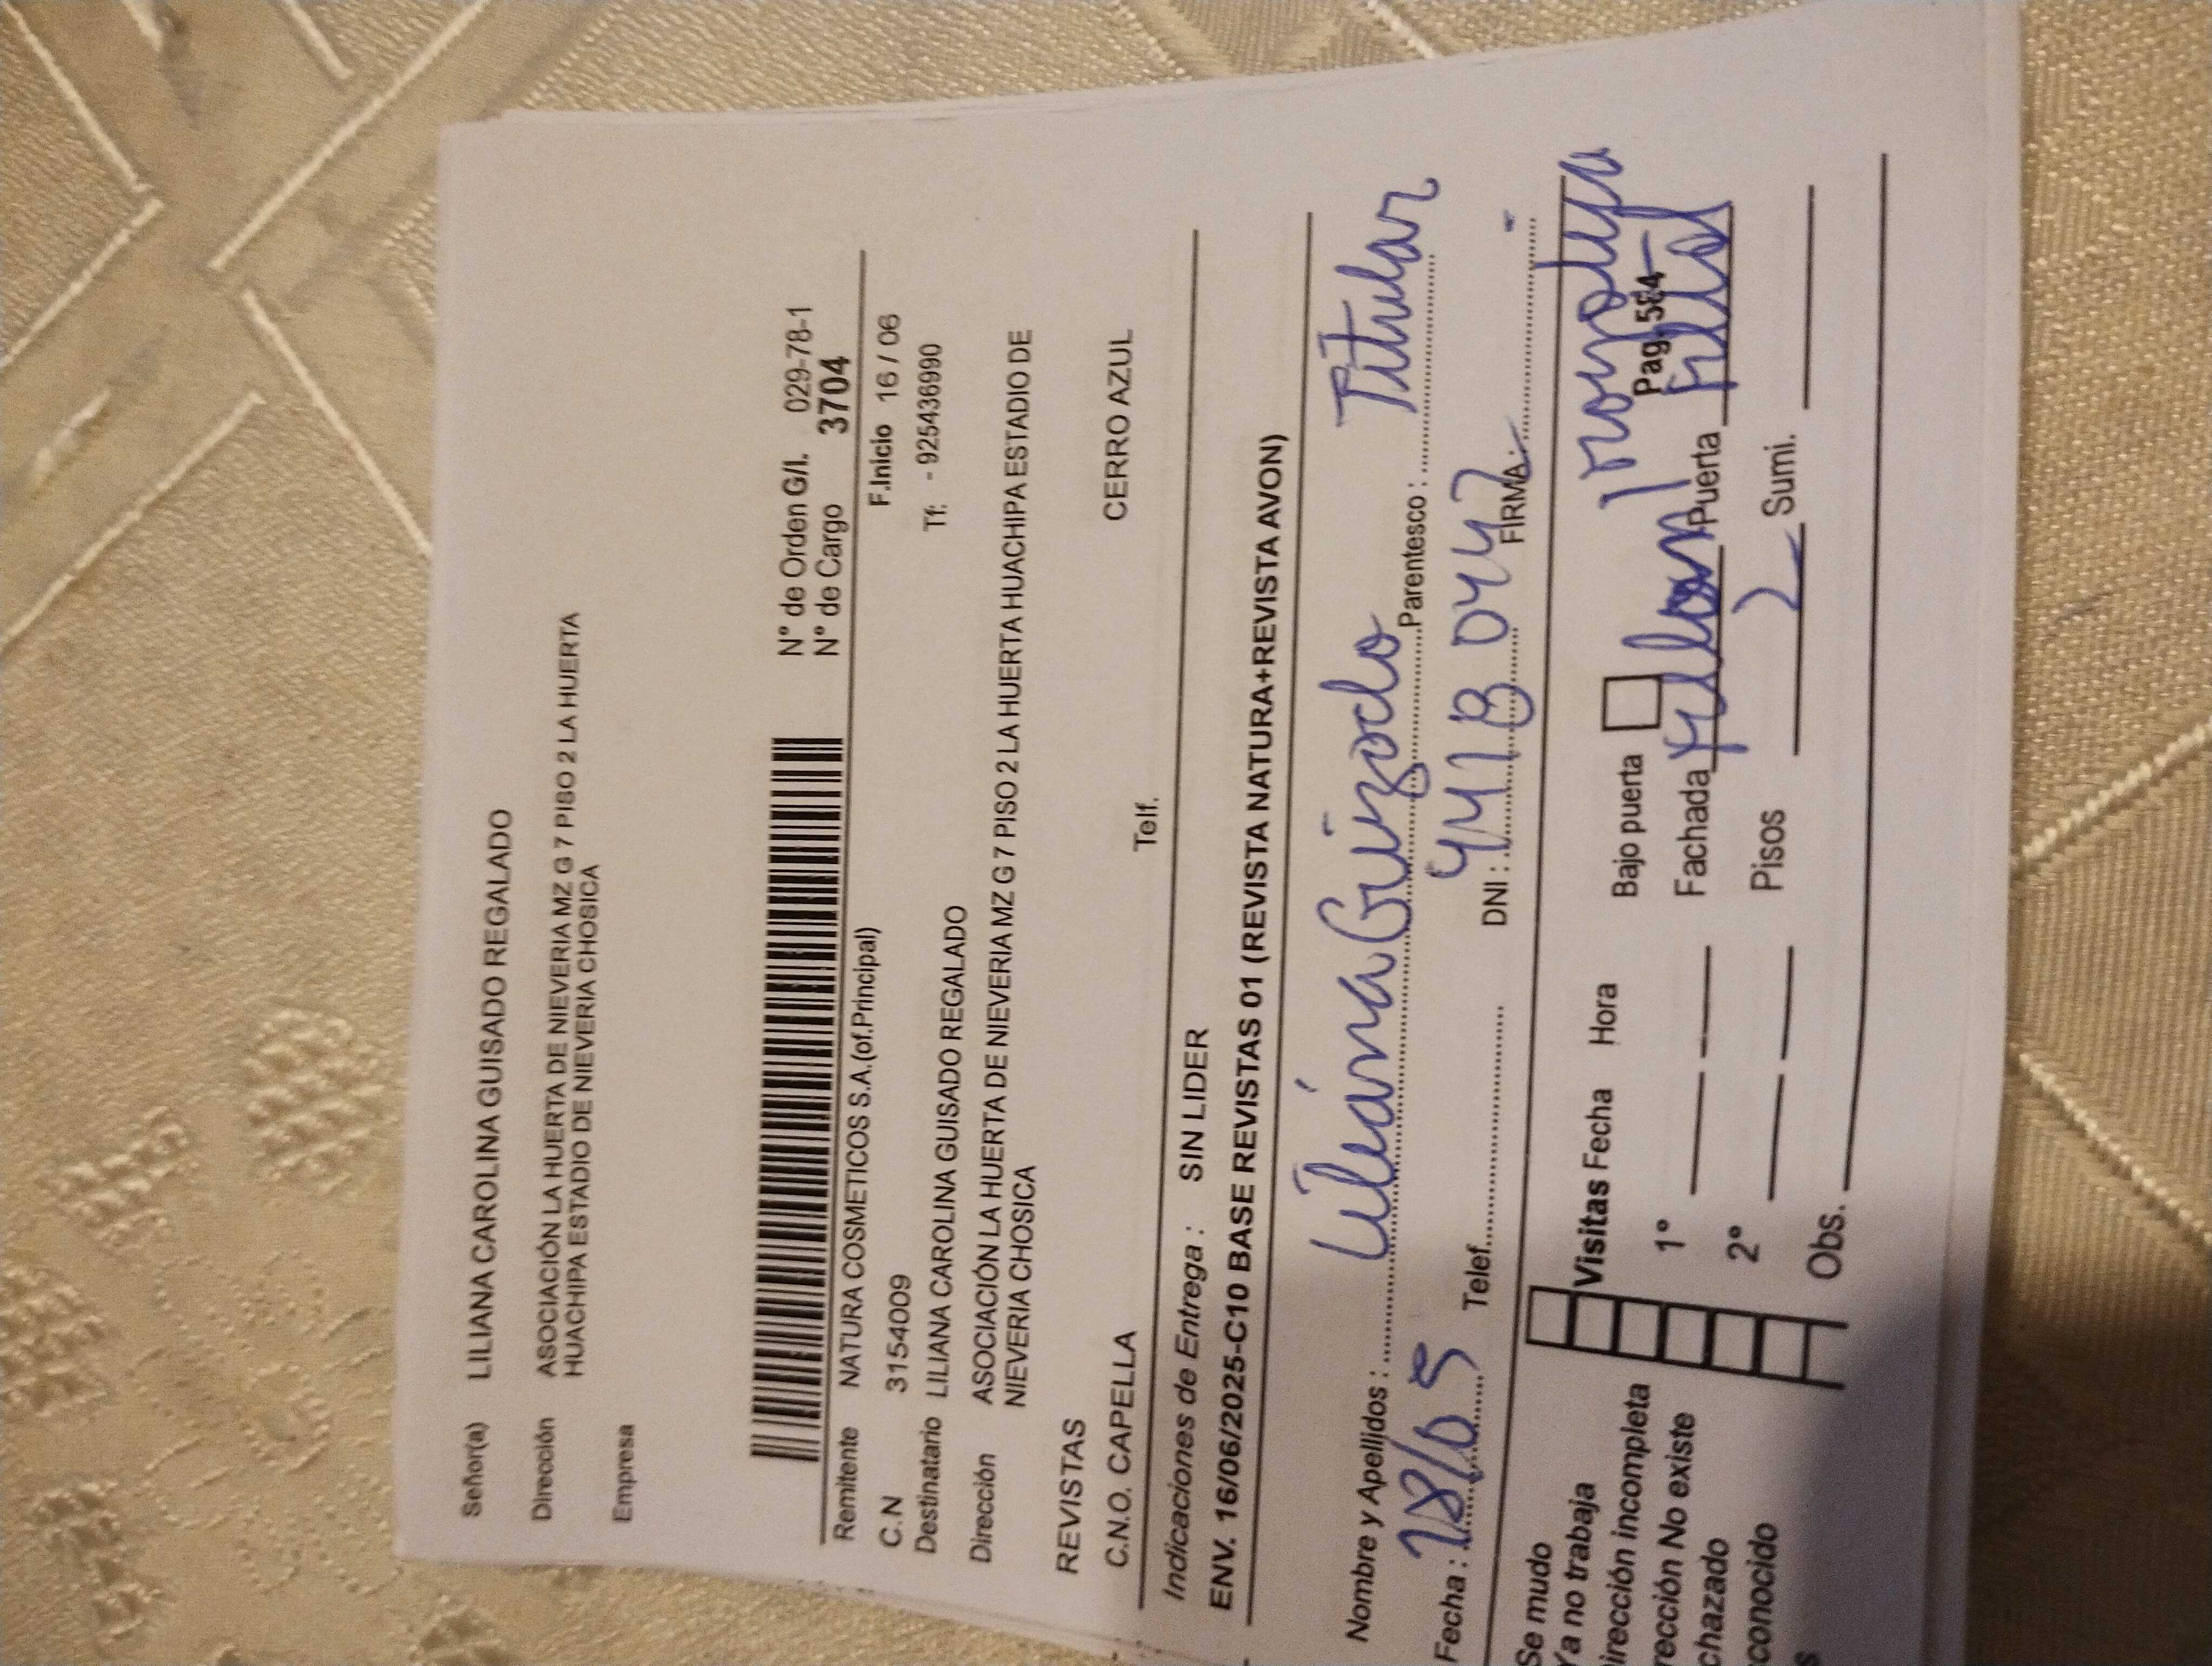 Señor(a) LILIANA CAROLINA GUISADO REGALADO
Dirección ASOCIACIÓN LA HUERTA DE NIEVERIA MZ G 7 PISO 2 LA HUERTA
HUACHIPA ESTADIO DE NIEVERIA CHOSICA
Empresa
N° de Orden G/I. 029-78-1
N° de Cargo 3704
Remitente NATURA COSMETICOS S.A.(of.Principal) F.Inicio 16 / 06
C.N 3154009 Tf: - 925436990
Destinatario LILIANA CAROLINA GUISADO REGALADO
Dirección ASOCIACIÓN LA HUERTA DE NIEVERIA MZ G 7 PISO 2 LA HUERTA HUACHIPA ESTADIO DE
NIEVERIA CHOSICA
REVISTAS
C.N.O. CAPELLA Telf. CERRO AZUL
Indicaciones de Entrega : SIN LIDER
ENV. 16/06/2025-C10 BASE REVISTAS 01 (REVISTA NATURA+REVISTA AVON)
Nombre y Apellidos : Liliana Guizado Parentesco : Titular
Fecha : 18/05 Telef. DNI : FIRMA:
Se mudo
Ya no trabaja Visitas Fecha Hora Bajo puerta
irección incompleta 1° Fachada Puerta Pag.
rección No existe 2° Pisos 2 Sumi.
chazado Obs.
conocido